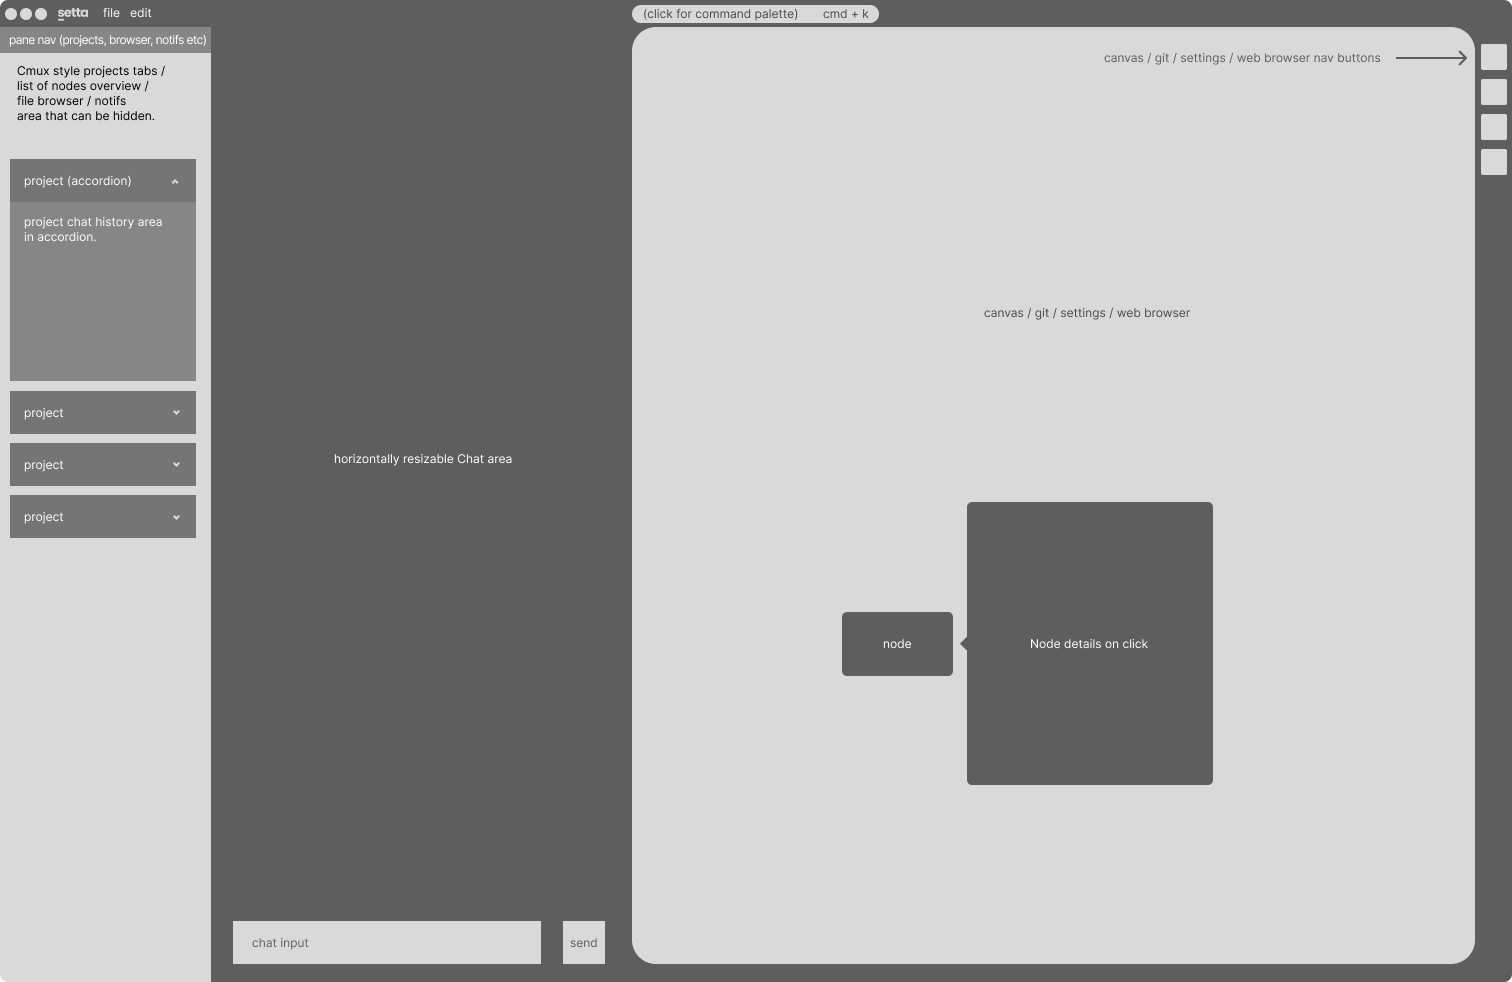 setta file edit
(click for command palette) cmd + k
pane nav (projects, browser, notifs etc)
Cmux style projects tabs /
list of nodes overview /
file browser / notifs
area that can be hidden.
project (accordion)
project chat history area
in accordion.
project
project
project
horizontally resizable Chat area
chat input
send
canvas / git / settings / web browser nav buttons
canvas / git / settings / web browser
node
Node details on click